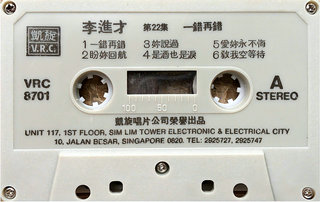 凱旋 李進才 第22集 一錯再錯
V.R.C.
1一錯再錯 3妳說過 5愛妳永不悔
2盼妳回航 4是酒也是淚 6敎我空等待
VRC
8701
A
STEREO
100 50 0
凱旋唱片公司榮譽出品
UNIT 117, 1ST FLOOR, SIM LIM TOWER ELECTRONIC & ELECTRICAL CITY
10, JALAN BESAR, SINGAPORE 0820. TEL: 2925727, 2925747